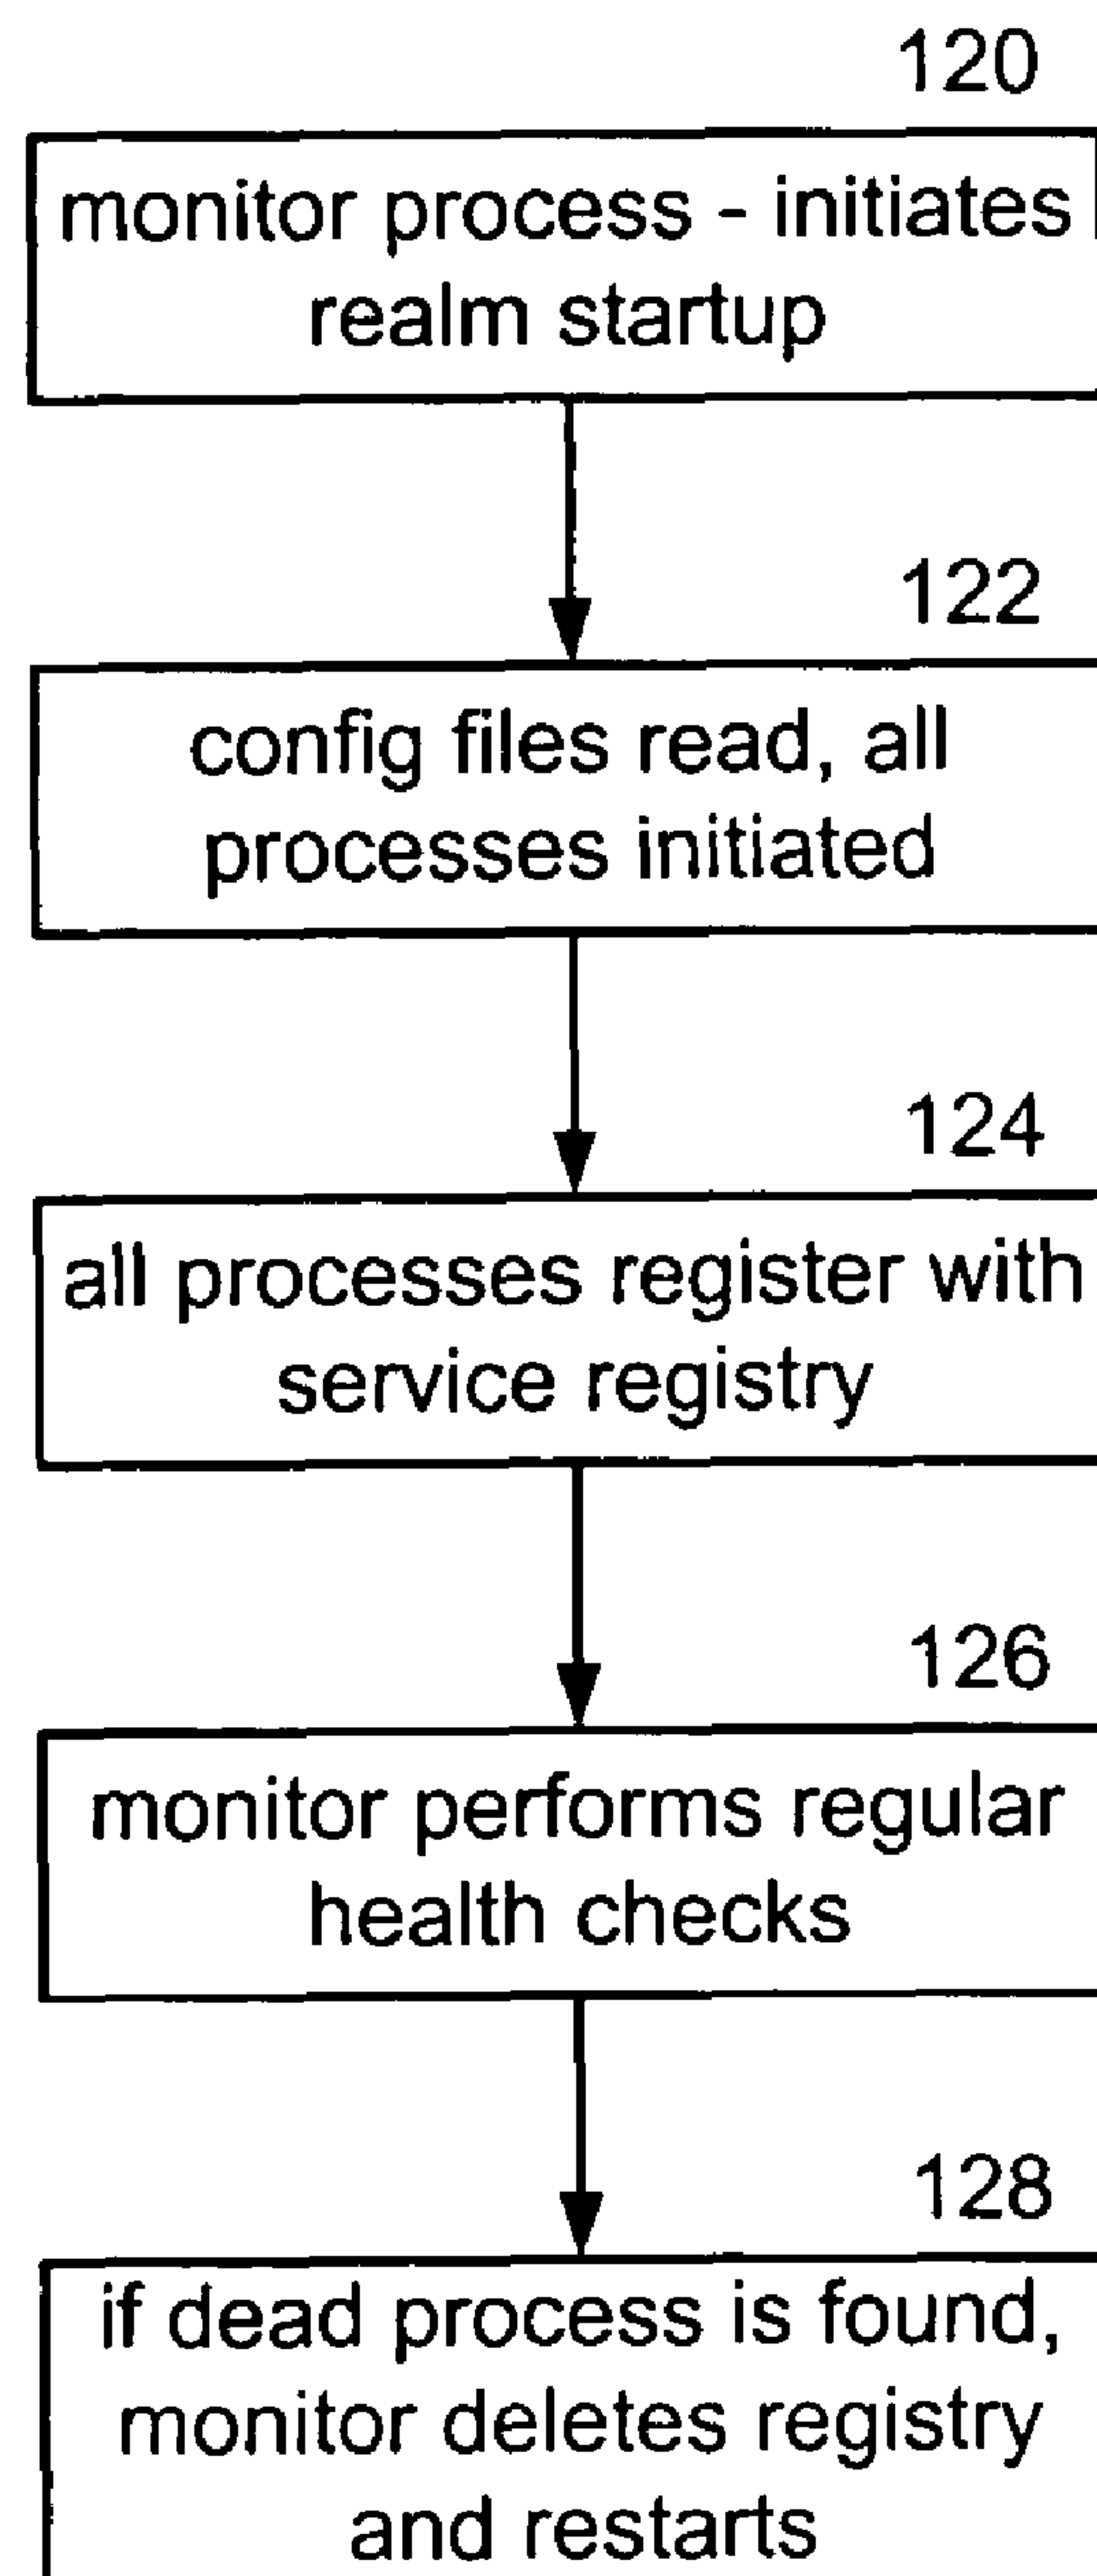 120
monitor process - initiates
realm startup
122
config files read, all
processes initiated
124
all processes register with
service registry
126
monitor performs regular
health checks
128
if dead process is found,
monitor deletes registry
and restarts